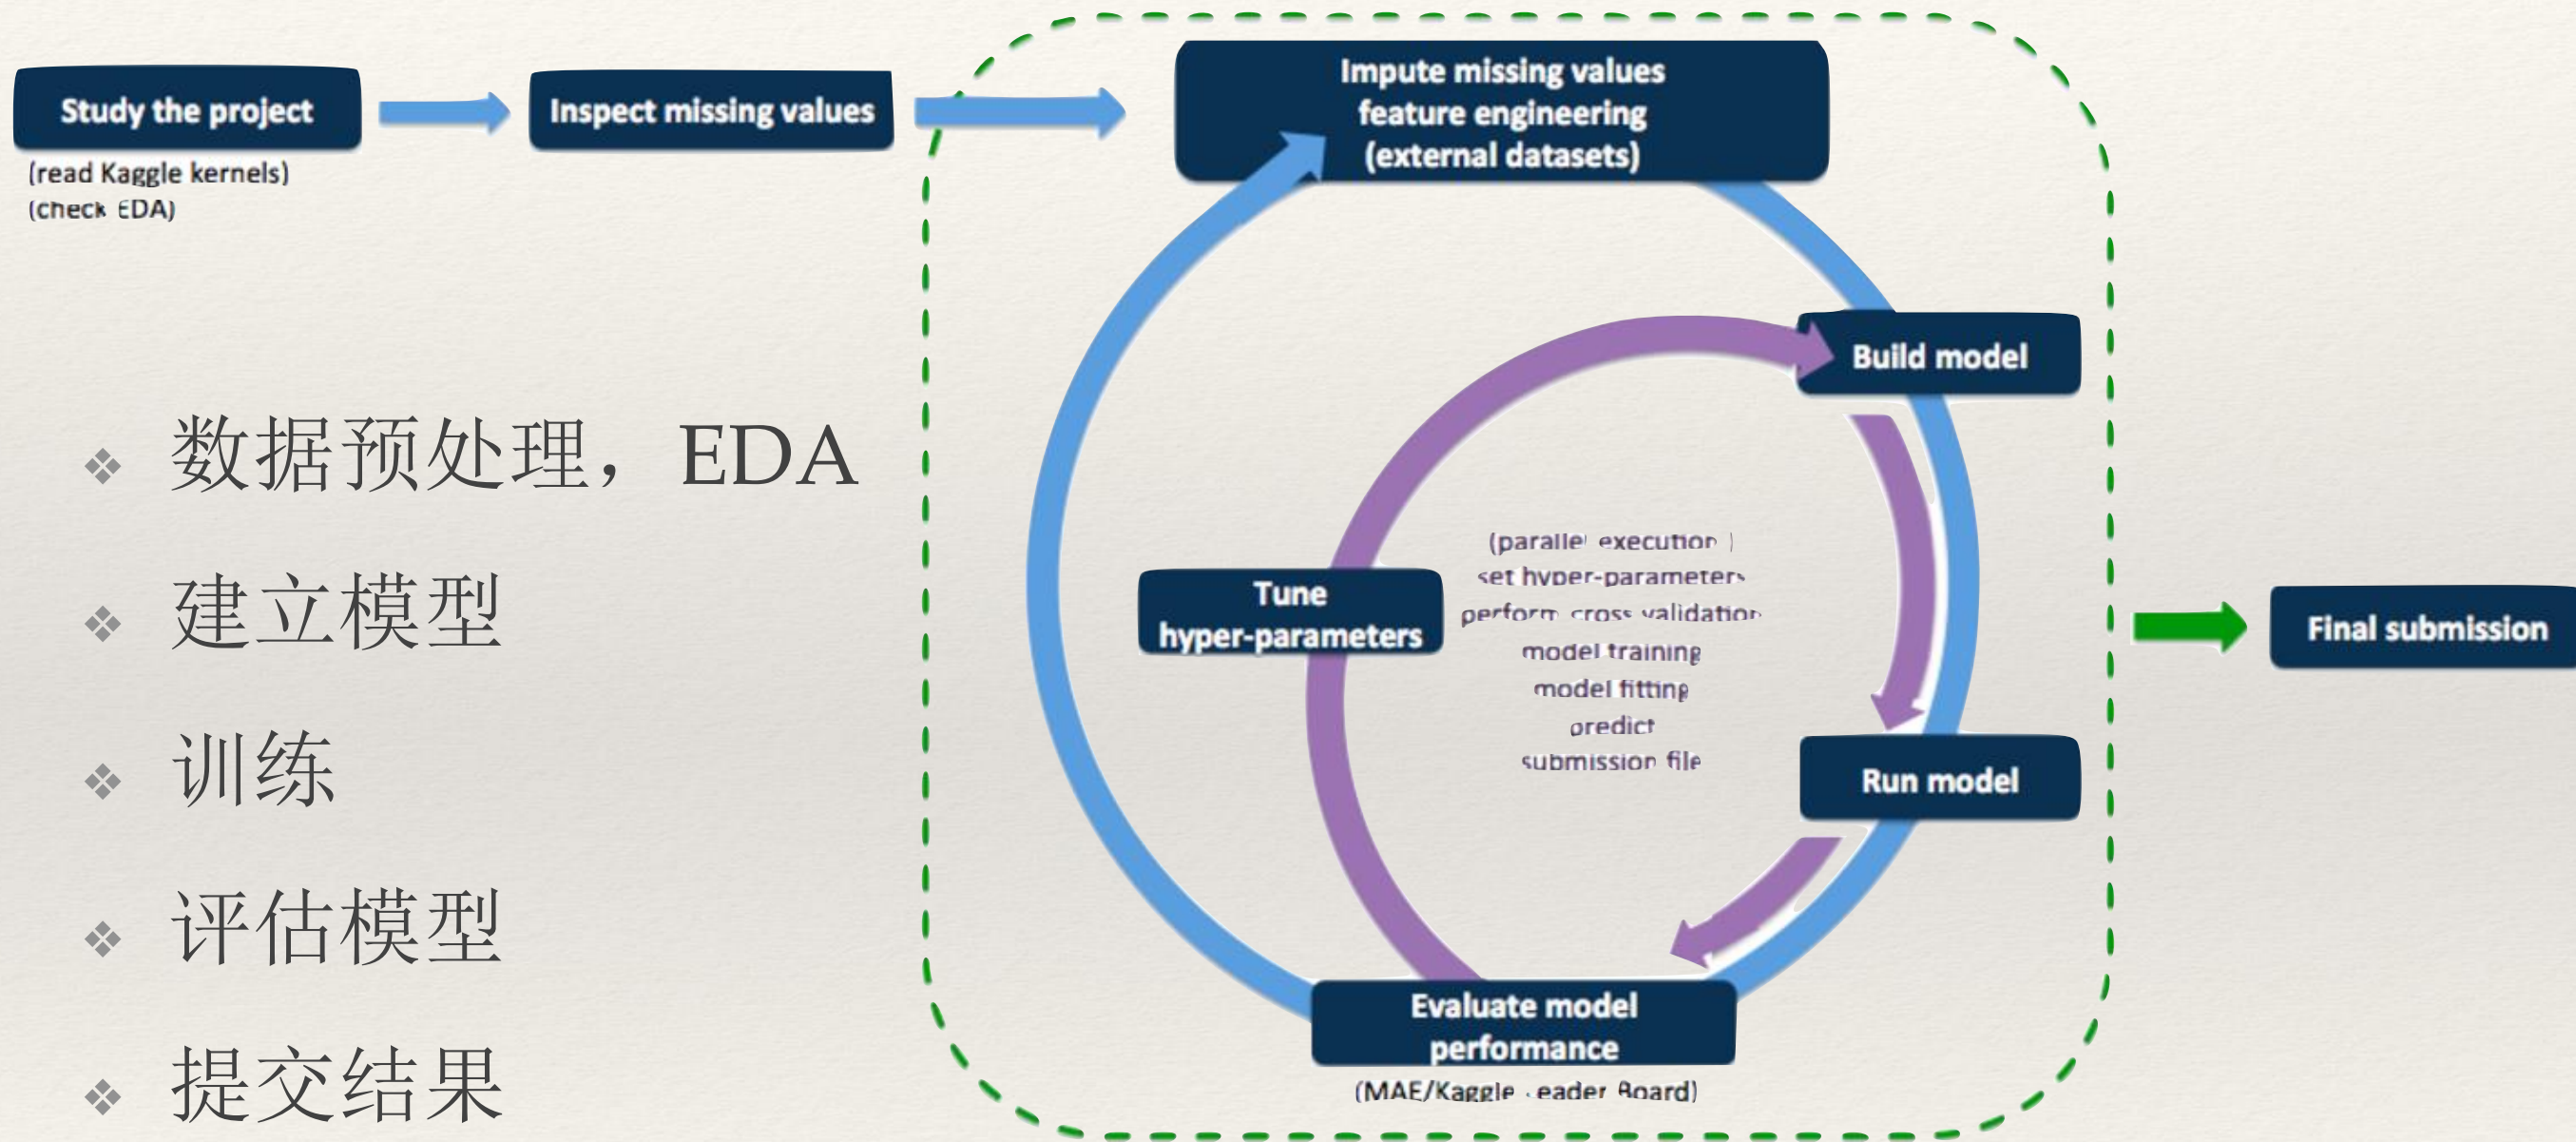 Study the project
(read Kaggle kernels)
(check EDA)
Inspect missing values
Impute missing values
feature engineering
(external datasets)
Build model
Run model
Evaluate model
performance
(MAE/Kaggle Leader Board)
Tune
hyper-parameters
(parallel execution )
set hyper-parameters
perform cross validation
model training
model fitting
predict
submission file
Final submission
数据预处理，EDA
建立模型
训练
评估模型
提交结果